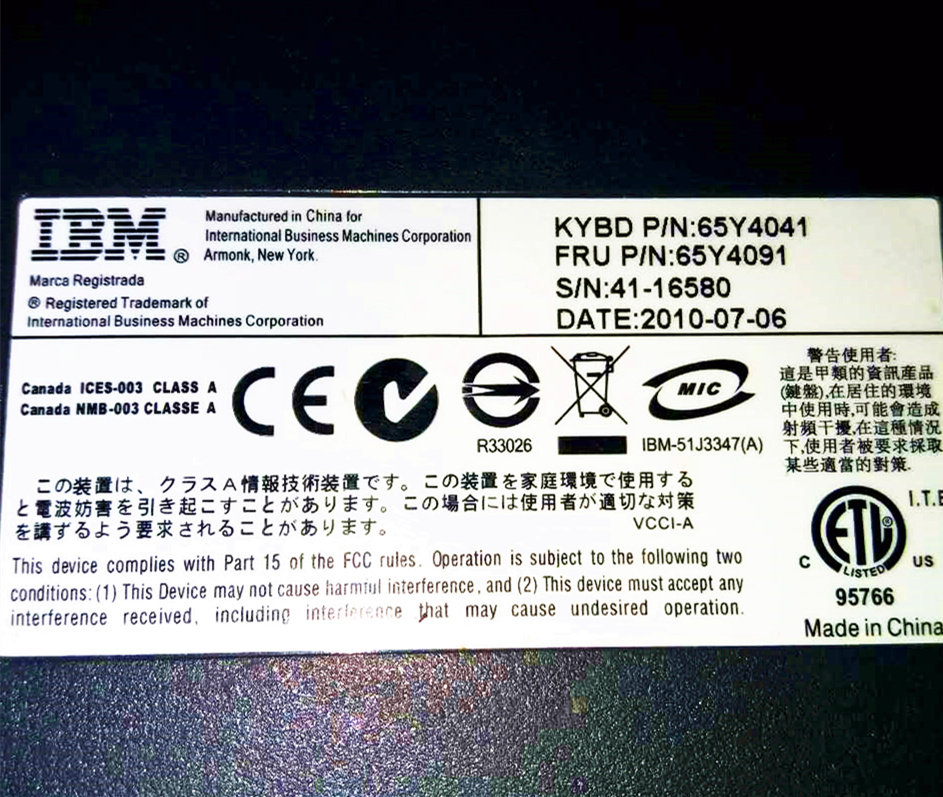 IBM ®
Manufactured in China for
International Business Machines Corporation
Armonk, New York.
Marca Registrada
® Registered Trademark of
International Business Machines Corporation
KYBD P/N:65Y4041
FRU P/N:65Y4091
S/N:41-16580
DATE:2010-07-06
Canada ICES-003 CLASS A
Canada NMB-003 CLASSE A
CE
R33026
MIC
IBM-51J3347(A)
警告使用者:
這是甲類的資訊産品
(鍵盤),在居住的環境
中使用時,可能會造成
射頻干擾,在這種情況
下,使用者被要求採取
某些適當的對策.
この装置は、クラスA情報技術装置です。この装置を家庭環境で使用する
と電波妨害を引き起こすことがあります。この場合には使用者が適切な対策
を講ずるよう要求されることがあります。
VCCI-A
This device complies with Part 15 of the FCC rules. Operation is subject to the following two
conditions: (1) This Device may not cause harmful interference, and (2) This device must accept any
interference received, including interference that may cause undesired operation.
I.T.E
ETL ®
LISTED
C
US
95766
Made in China